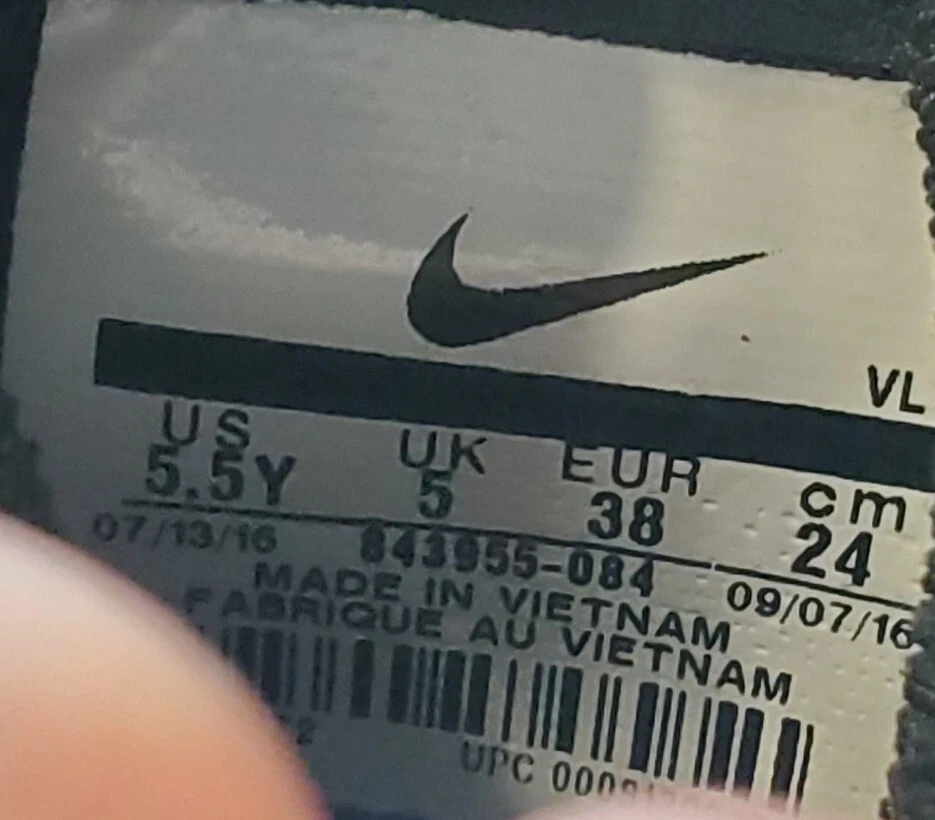 VL
US UK EUR cm
5.5Y 5 38 24
07/13/16 843955-084 09/07/16
MADE IN VIETNAM
FABRIQUE AU VIETNAM
UPC